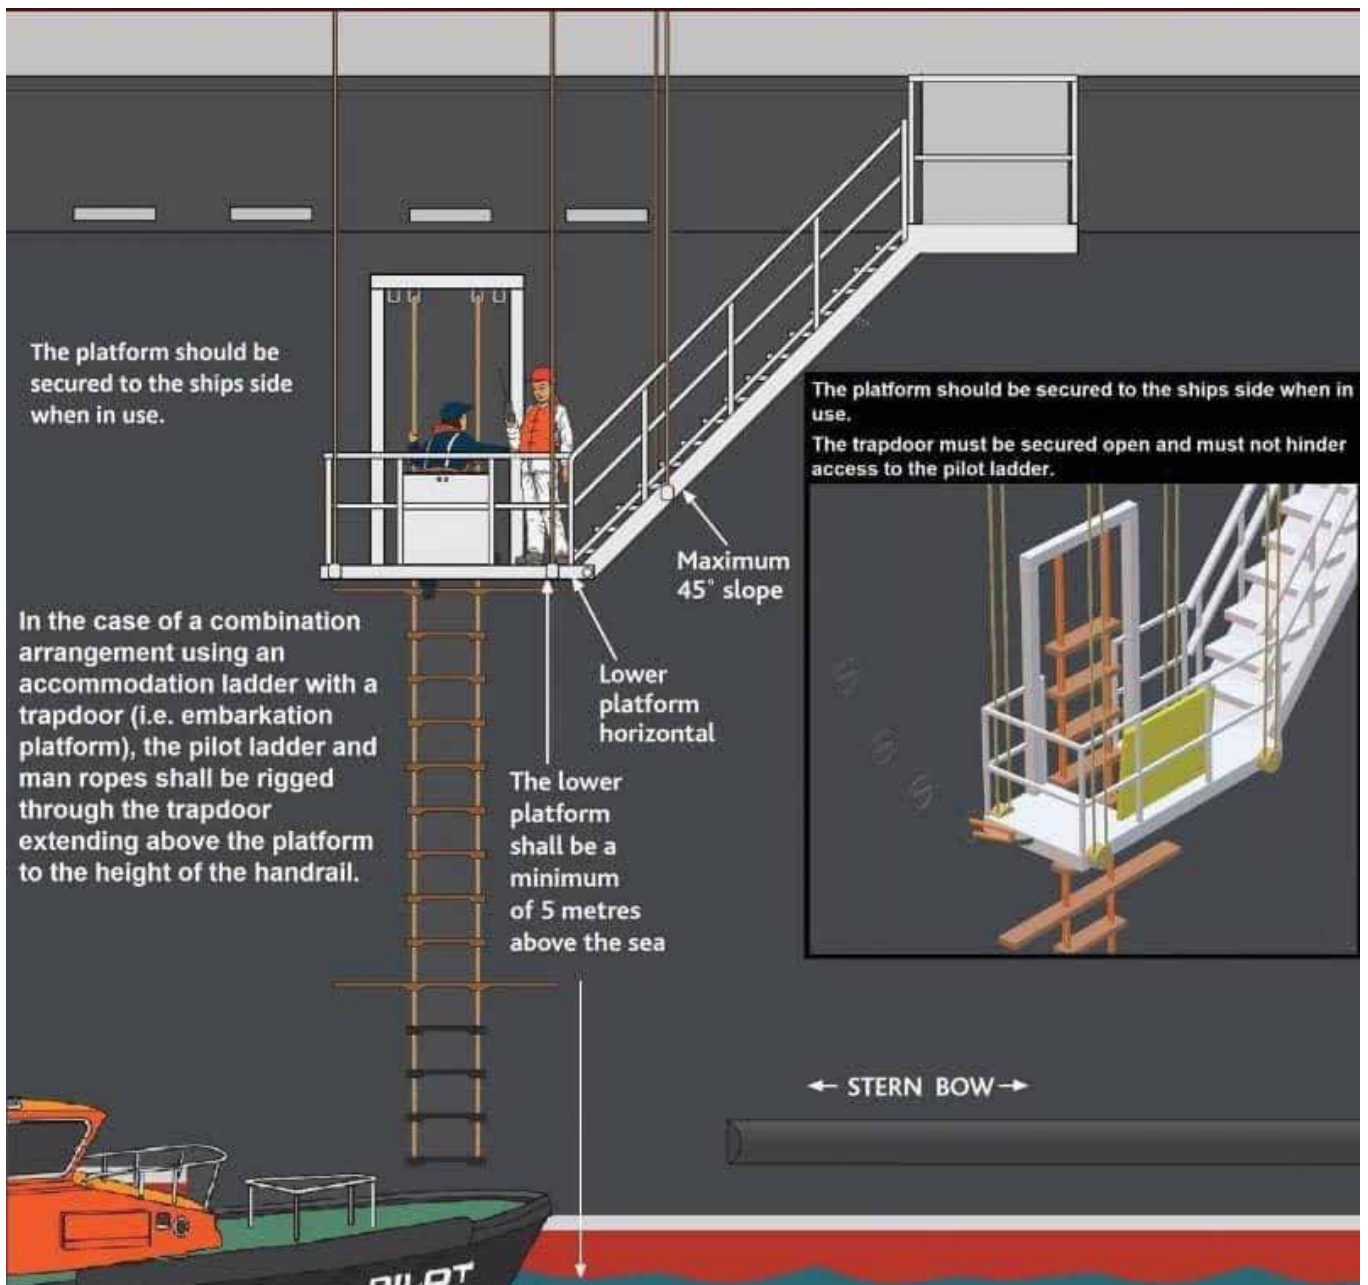 The platform should be
secured to the ships side
when in use.
The platform should be secured to the ships side when in
use.
The trapdoor must be secured open and must not hinder
access to the pilot ladder.
Maximum
45° slope
In the case of a combination
arrangement using an
accommodation ladder with a
trapdoor (i.e. embarkation
platform), the pilot ladder and
man ropes shall be rigged
through the trapdoor
extending above the platform
to the height of the handrail.
Lower
platform
horizontal
The lower
platform
shall be a
minimum
of 5 metres
above the sea
← STERN BOW →
PILOT